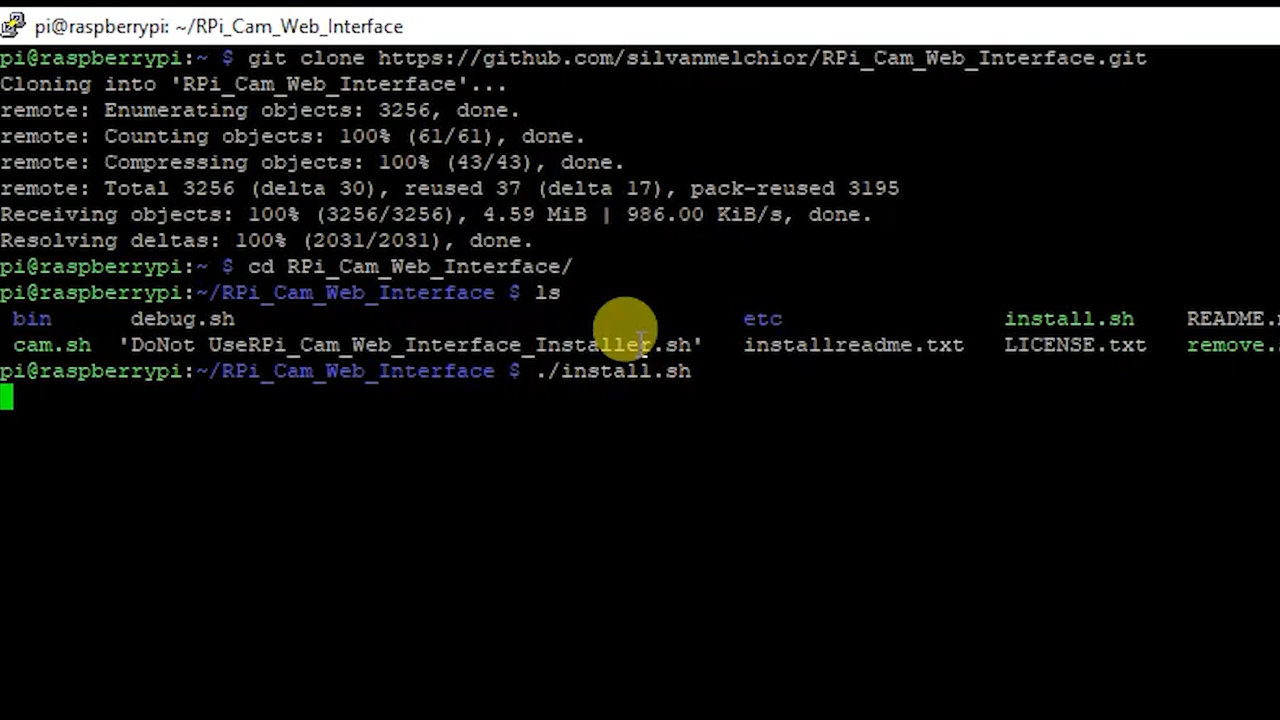 pi@raspberrypi: ~/RPi_Cam_Web_Interface
pi@raspberrypi:~ $ git clone https://github.com/silvanmelchior/RPi_Cam_Web_Interface.git
Cloning into 'RPi_Cam_Web_Interface'...
remote: Enumerating objects: 3256, done.
remote: Counting objects: 100% (61/61), done.
remote: Compressing objects: 100% (43/43), done.
remote: Total 3256 (delta 30), reused 37 (delta 17), pack-reused 3195
Receiving objects: 100% (3256/3256), 4.59 MiB | 986.00 KiB/s, done.
Resolving deltas: 100% (2031/2031), done.
pi@raspberrypi:~ $ cd RPi_Cam_Web_Interface/
pi@raspberrypi:~/RPi_Cam_Web_Interface $ ls
bin debug.sh etc install.sh README.
cam.sh 'DoNot UseRPi_Cam_Web_Interface_Installer.sh' installreadme.txt LICENSE.txt remove.
pi@raspberrypi:~/RPi_Cam_Web_Interface $ ./install.sh